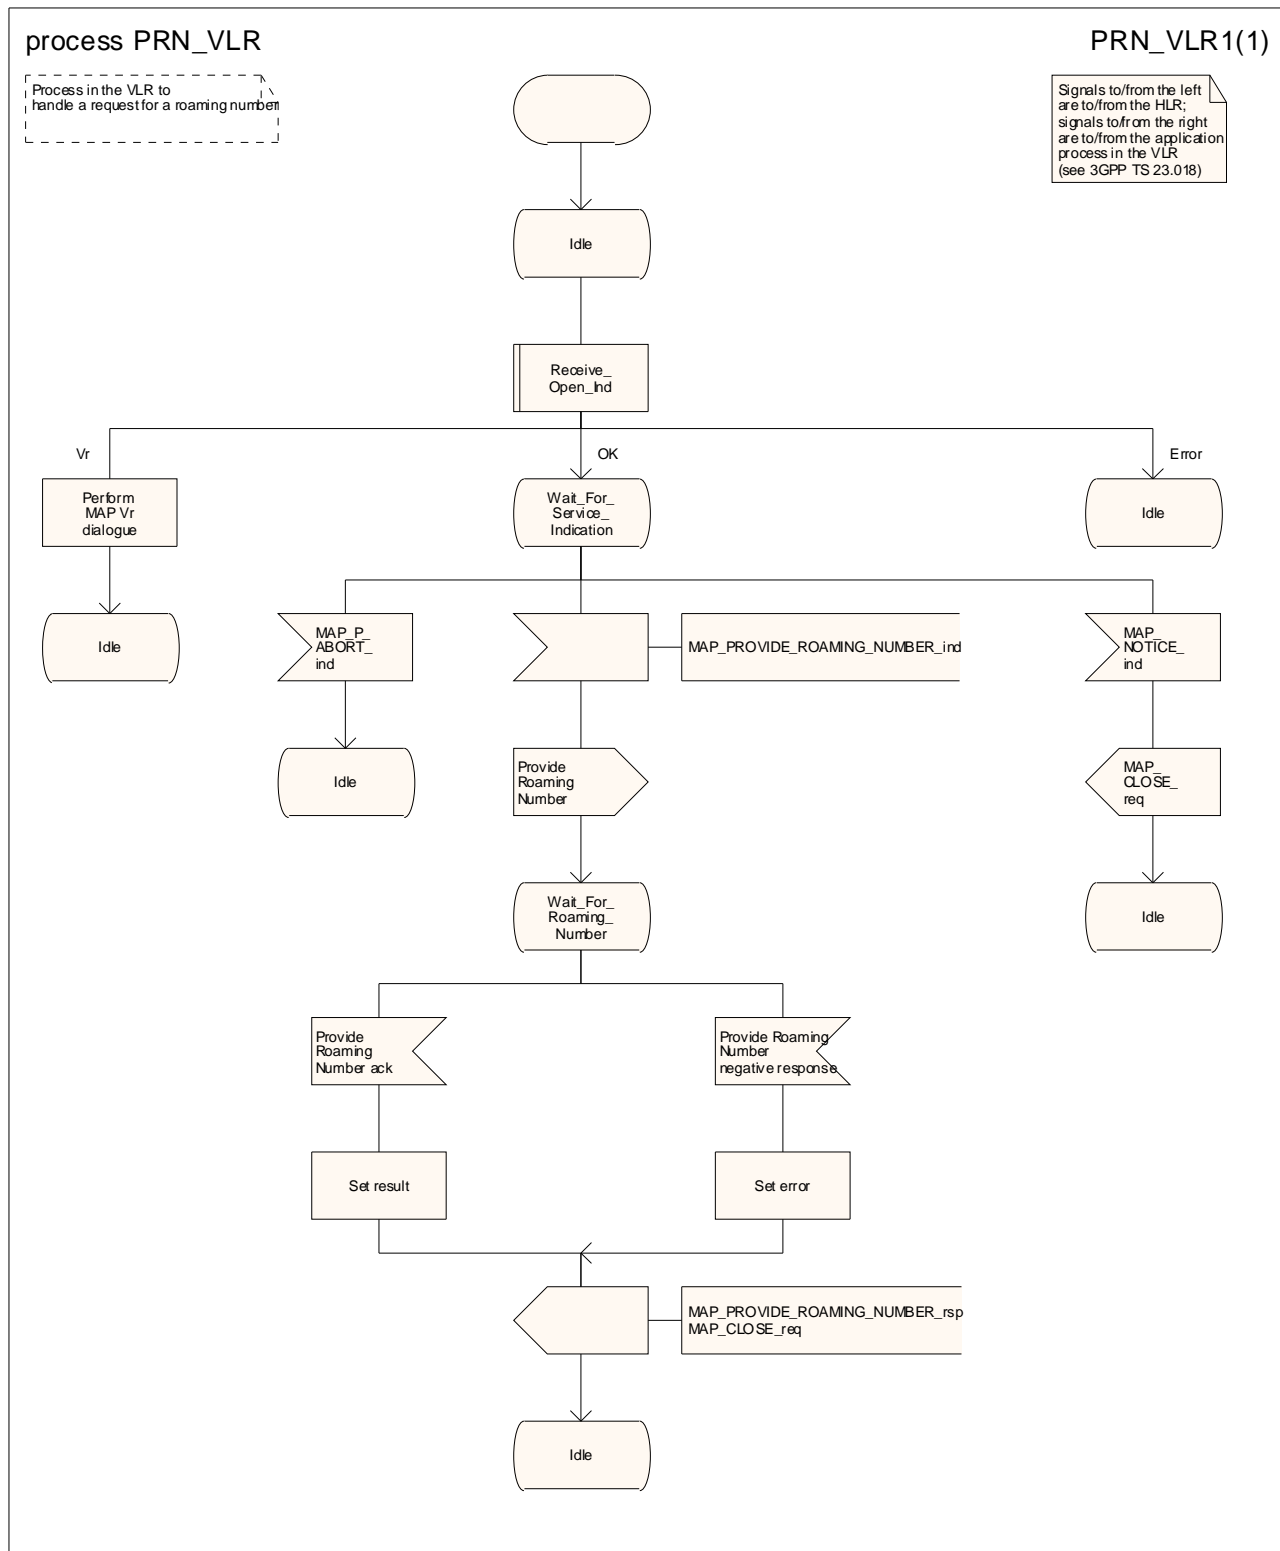 process PRN_VLR
PRN_VLR1(1)
Process in the VLR to
handle a request for a roaming number
Signals to/from the left
are to/from the HLR;
signals to/from the right
are to/from the application
process in the VLR
(see 3GPP TS 23.018)
Idle
Receive_
Open_Ind
Vr
OK
Error
Perform
MAP Vr
dialogue
Wait_For_
Service_
Indication
Idle
Idle
MAP_P_
ABORT_
ind
MAP_PROVIDE_ROAMING_NUMBER_ind
MAP_
NOTICE_
ind
Idle
Provide
Roaming
Number
MAP_
CLOSE_
req
Wait_For_
Roaming_
Number
Idle
Provide
Roaming
Number ack
Provide Roaming
Number
negative response
Set result
Set error
MAP_PROVIDE_ROAMING_NUMBER_rsp
MAP_CLOSE_req
Idle